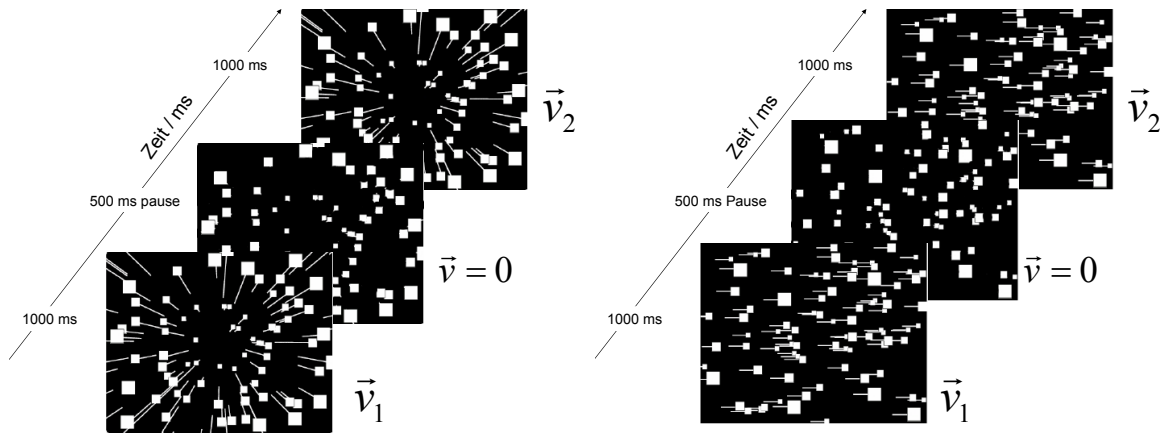 1000 ms
Zeit / ms
500 ms pause
1000 ms
v⃗₂
v⃗ = 0
v⃗₁
1000 ms
Zeit / ms
500 ms Pause
1000 ms
v⃗₂
v⃗ = 0
v⃗₁